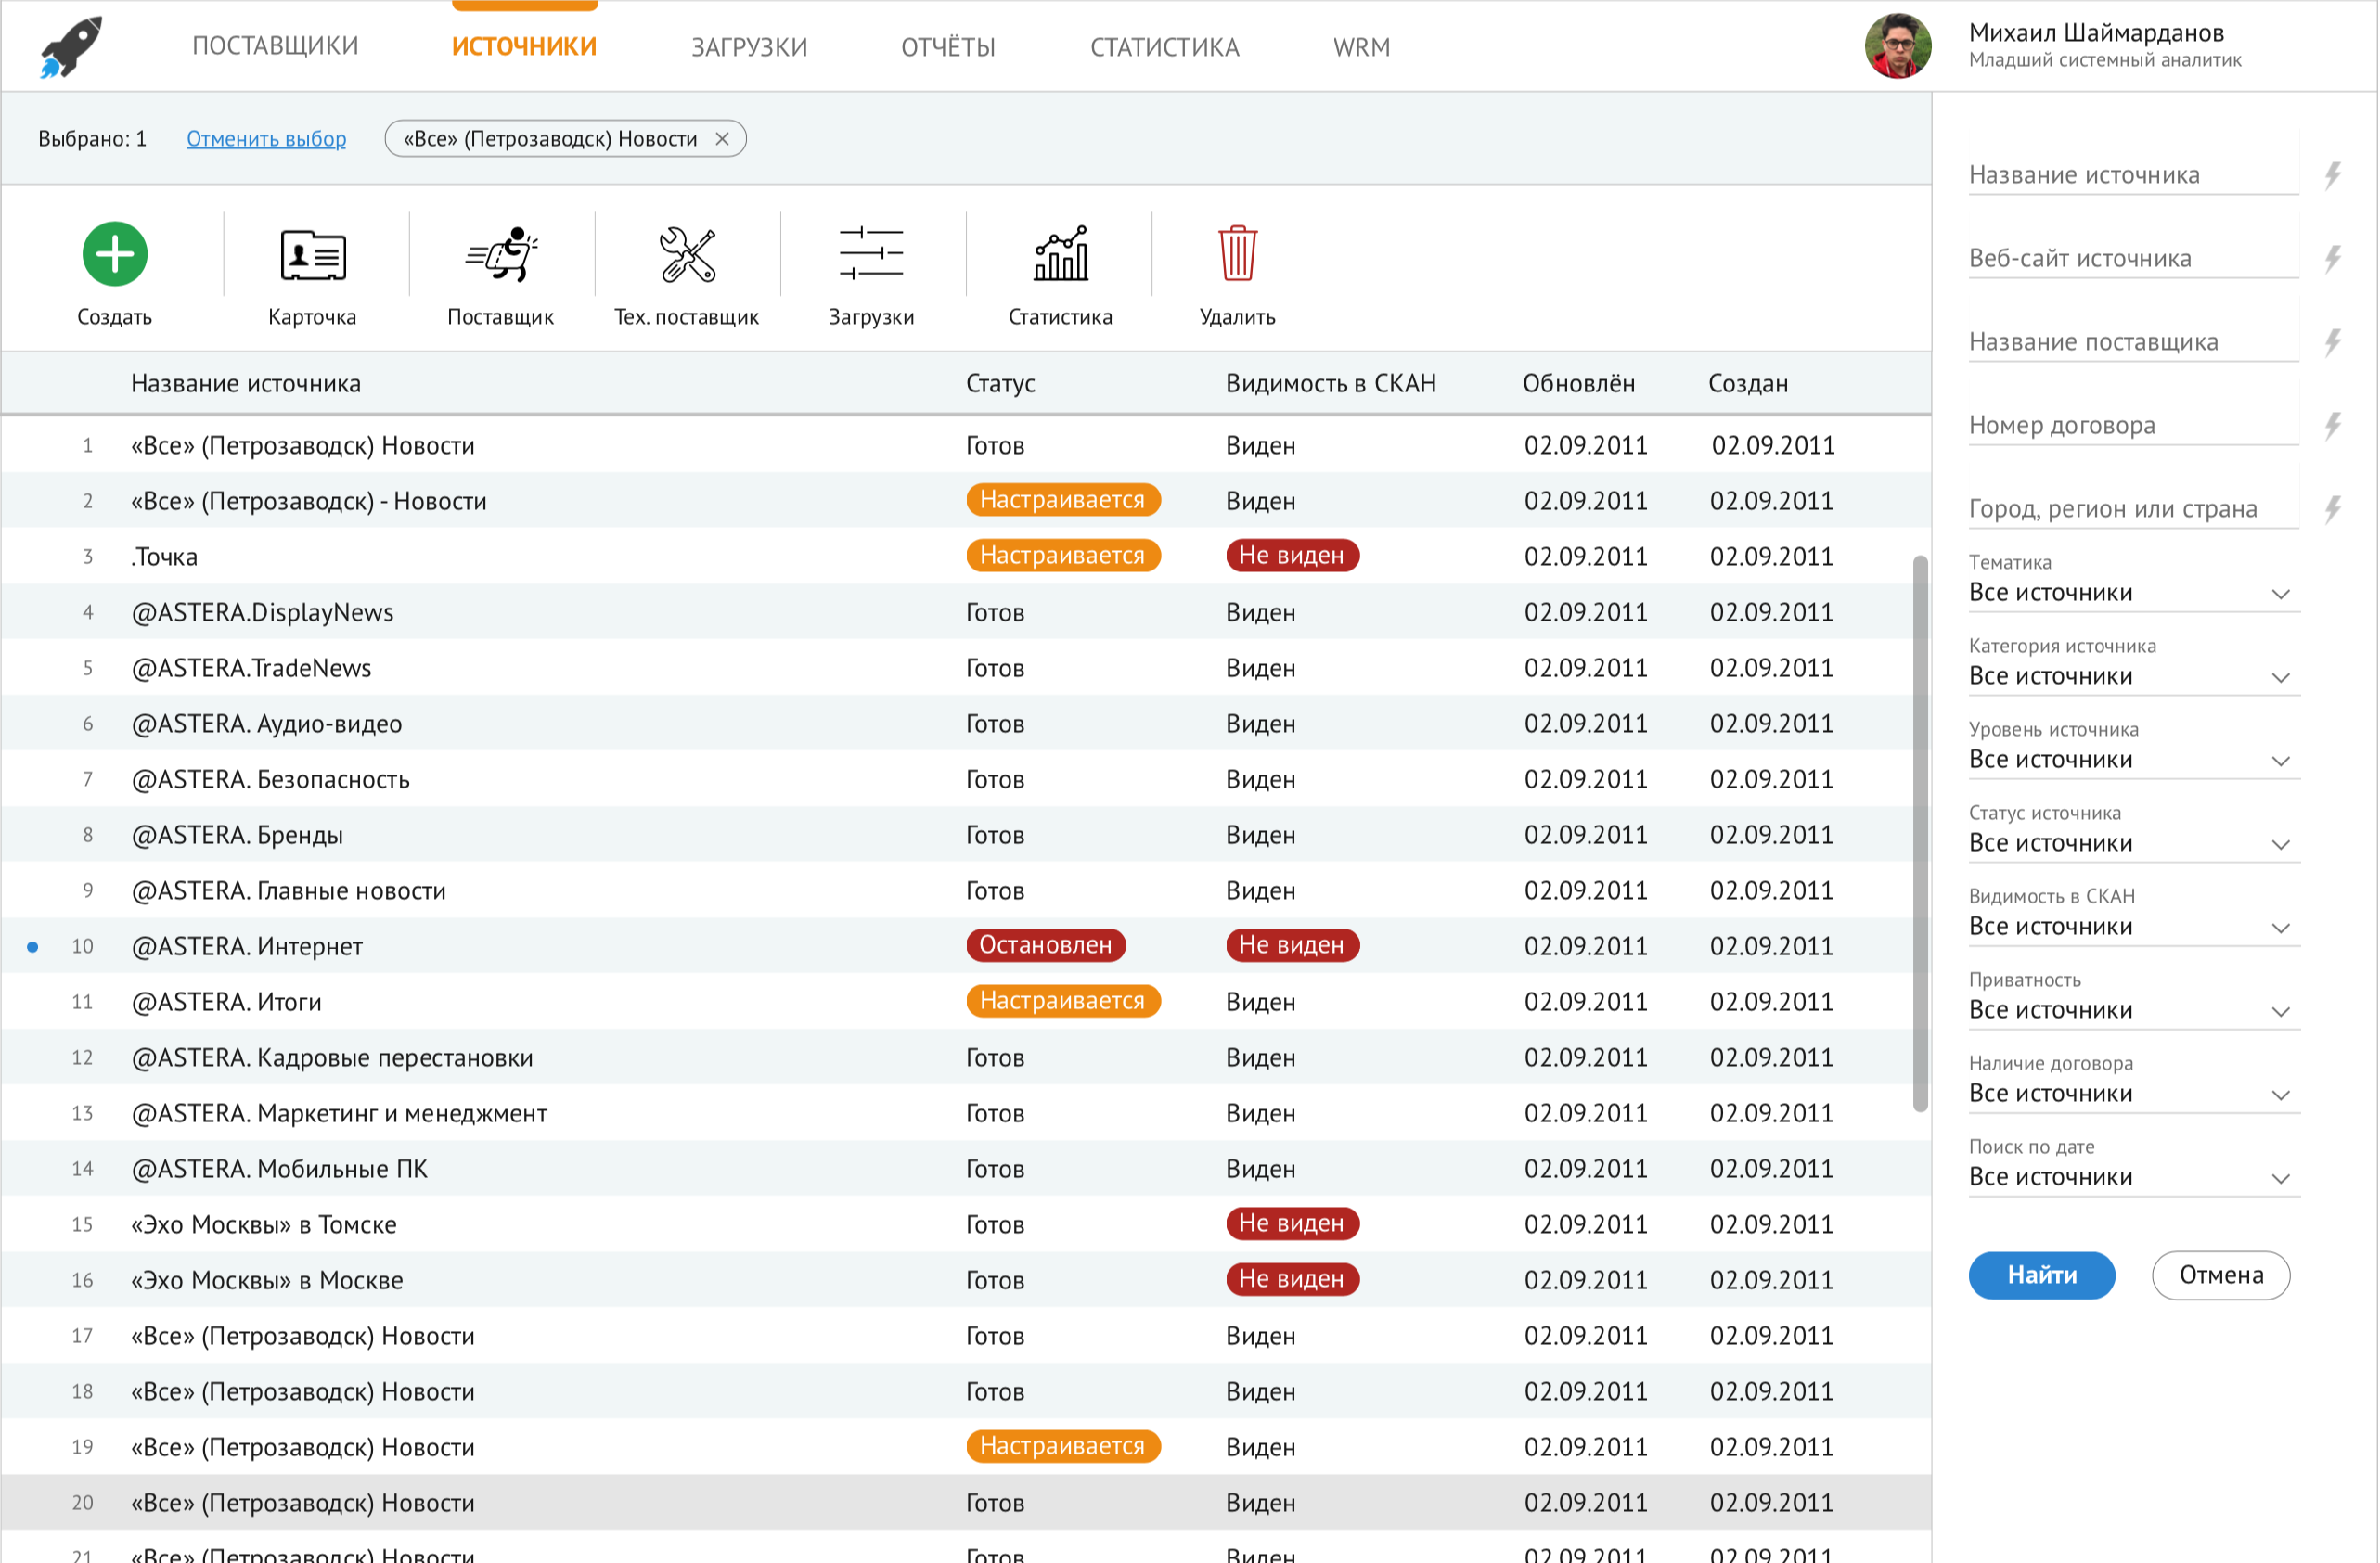 ПОСТАВЩИКИ ИСТОЧНИКИ ЗАГРУЗКИ ОТЧЁТЫ СТАТИСТИКА WRM
Михаил Шаймарданов
Младший системный аналитик
Выбрано: 1 Отменить выбор «Все» (Петрозаводск) Новости
Создать Карточка Поставщик Тех. поставщик Загрузки Статистика Удалить
Название источника Статус Видимость в СКАН Обновлён Создан
1 «Все» (Петрозаводск) Новости Готов Виден 02.09.2011 02.09.2011
2 «Все» (Петрозаводск) - Новости Настраивается Виден 02.09.2011 02.09.2011
3 .Точка Настраивается Не виден 02.09.2011 02.09.2011
4 @ASTERA.DisplayNews Готов Виден 02.09.2011 02.09.2011
5 @ASTERA.TradeNews Готов Виден 02.09.2011 02.09.2011
6 @ASTERA. Аудио-видео Готов Виден 02.09.2011 02.09.2011
7 @ASTERA. Безопасность Готов Виден 02.09.2011 02.09.2011
8 @ASTERA. Бренды Готов Виден 02.09.2011 02.09.2011
9 @ASTERA. Главные новости Готов Виден 02.09.2011 02.09.2011
10 @ASTERA. Интернет Остановлен Не виден 02.09.2011 02.09.2011
11 @ASTERA. Итоги Настраивается Виден 02.09.2011 02.09.2011
12 @ASTERA. Кадровые перестановки Готов Виден 02.09.2011 02.09.2011
13 @ASTERA. Маркетинг и менеджмент Готов Виден 02.09.2011 02.09.2011
14 @ASTERA. Мобильные ПК Готов Виден 02.09.2011 02.09.2011
15 «Эхо Москвы» в Томске Готов Не виден 02.09.2011 02.09.2011
16 «Эхо Москвы» в Москве Готов Не виден 02.09.2011 02.09.2011
17 «Все» (Петрозаводск) Новости Готов Виден 02.09.2011 02.09.2011
18 «Все» (Петрозаводск) Новости Готов Виден 02.09.2011 02.09.2011
19 «Все» (Петрозаводск) Новости Настраивается Виден 02.09.2011 02.09.2011
20 «Все» (Петрозаводск) Новости Готов Виден 02.09.2011 02.09.2011
21 «Все» (Петрозаводск) Новости Готов Виден 02.09.2011 02.09.2011
Название источника
Веб-сайт источника
Название поставщика
Номер договора
Город, регион или страна
Тематика
Все источники
Категория источника
Все источники
Уровень источника
Все источники
Статус источника
Все источники
Видимость в СКАН
Все источники
Приватность
Все источники
Наличие договора
Все источники
Поиск по дате
Все источники
Найти Отмена